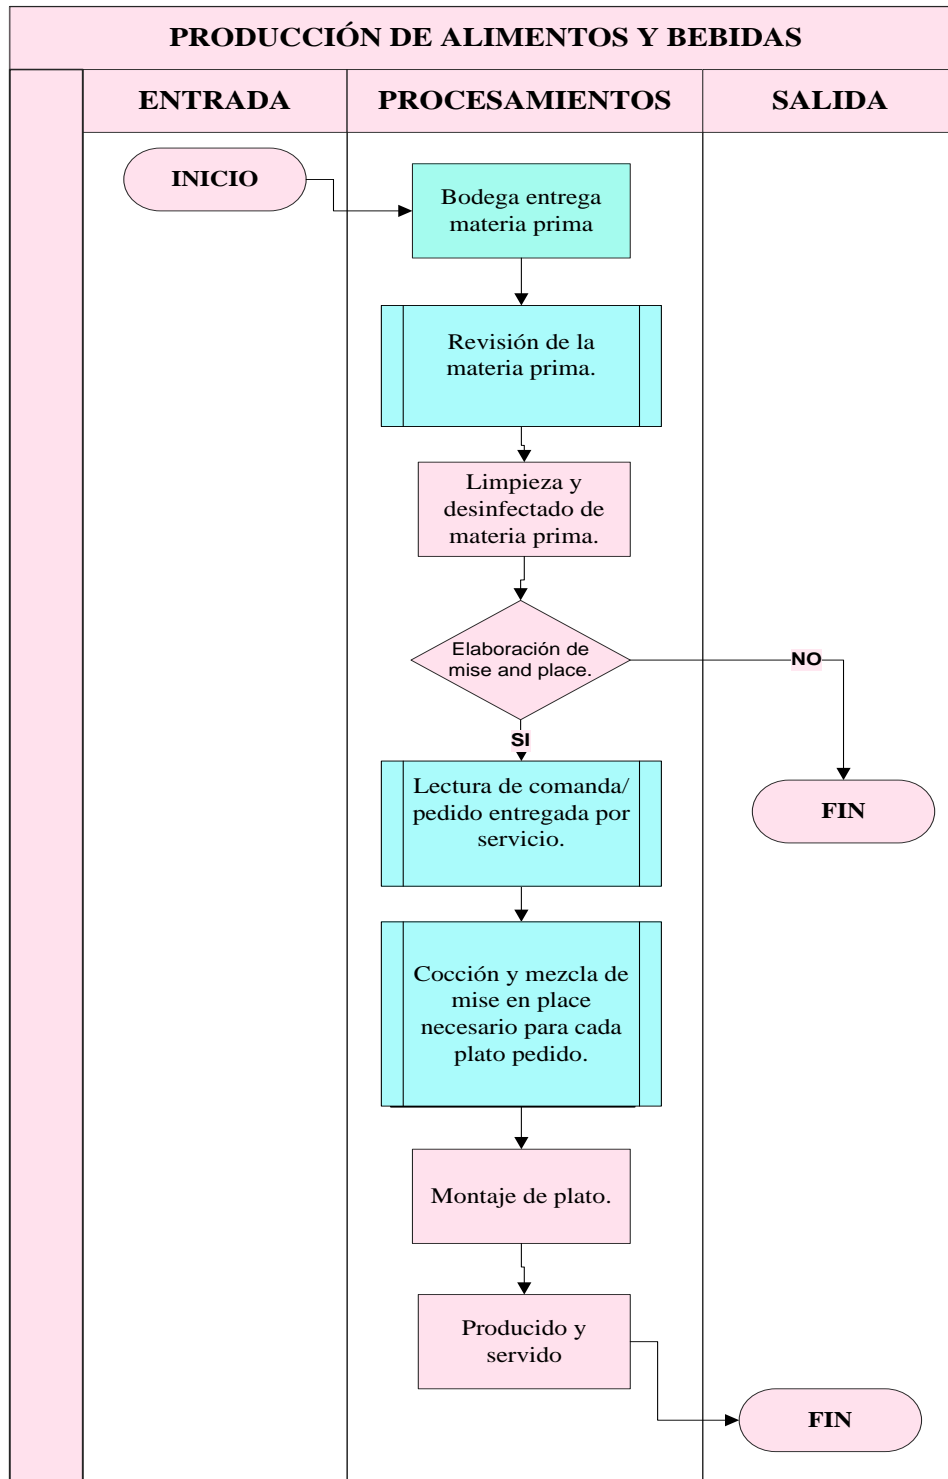 PRODUCCIÓN DE ALIMENTOS Y BEBIDAS
ENTRADA
PROCESAMIENTOS
SALIDA
INICIO
Bodega entrega
materia prima
Revisión de la
materia prima.
Limpieza y
desinfectado de
materia prima.
Elaboración de
mise and place.
NO
SI
FIN
Lectura de comanda/
pedido entregada por
servicio.
Cocción y mezcla de
mise en place
necesario para cada
plato pedido.
Montaje de plato.
Producido y
servido
FIN